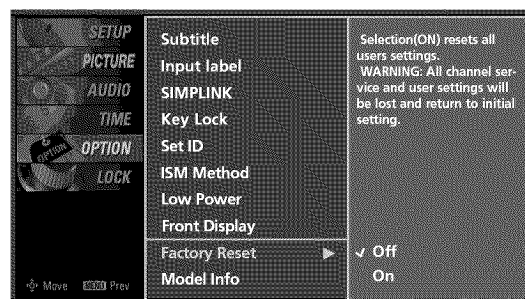 SETUP
PICTURE
AUDIO
TIME
OPTION
OPTION
LOCK
Move MENU Prev
Subtitle
Input label
SIMPLINK
Key Lock
Set ID
ISM Method
Low Power
Front Display
Factory Reset
Model Info
Selection(ON) resets all
users settings.
WARNING: All channel ser-
vice and user settings will
be lost and return to initial
setting.
Off
On